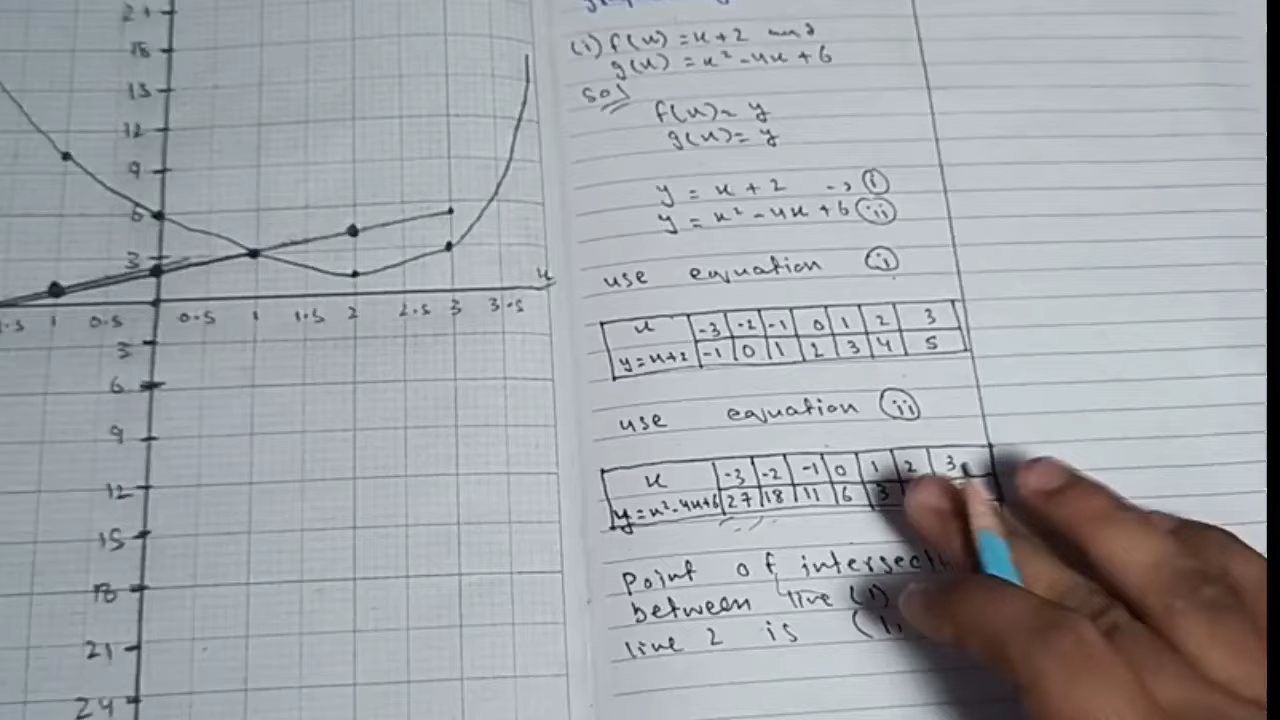 21
18
15
12
9
6
3
x
1 0.5 0.5 1 1.5 2 2.5 3 3.5
3
6
9
12
15
18
21
24
(i) f(x) = x+2 and
g(x) = x² - 4x + 6
Sol
f(x) = y
g(x) = y
y = x + 2 -> (i)
y = x² - 4x + 6 (ii)
use equation (i)
x -3 -2 -1 0 1 2 3
y = x+2 -1 0 1 2 3 4 5
use equation (ii)
x -3 -2 -1 0 1 2 3
y = x² - 4x+6 27 18 11 6 3
Point of
between line (1)
line 2 is (1,